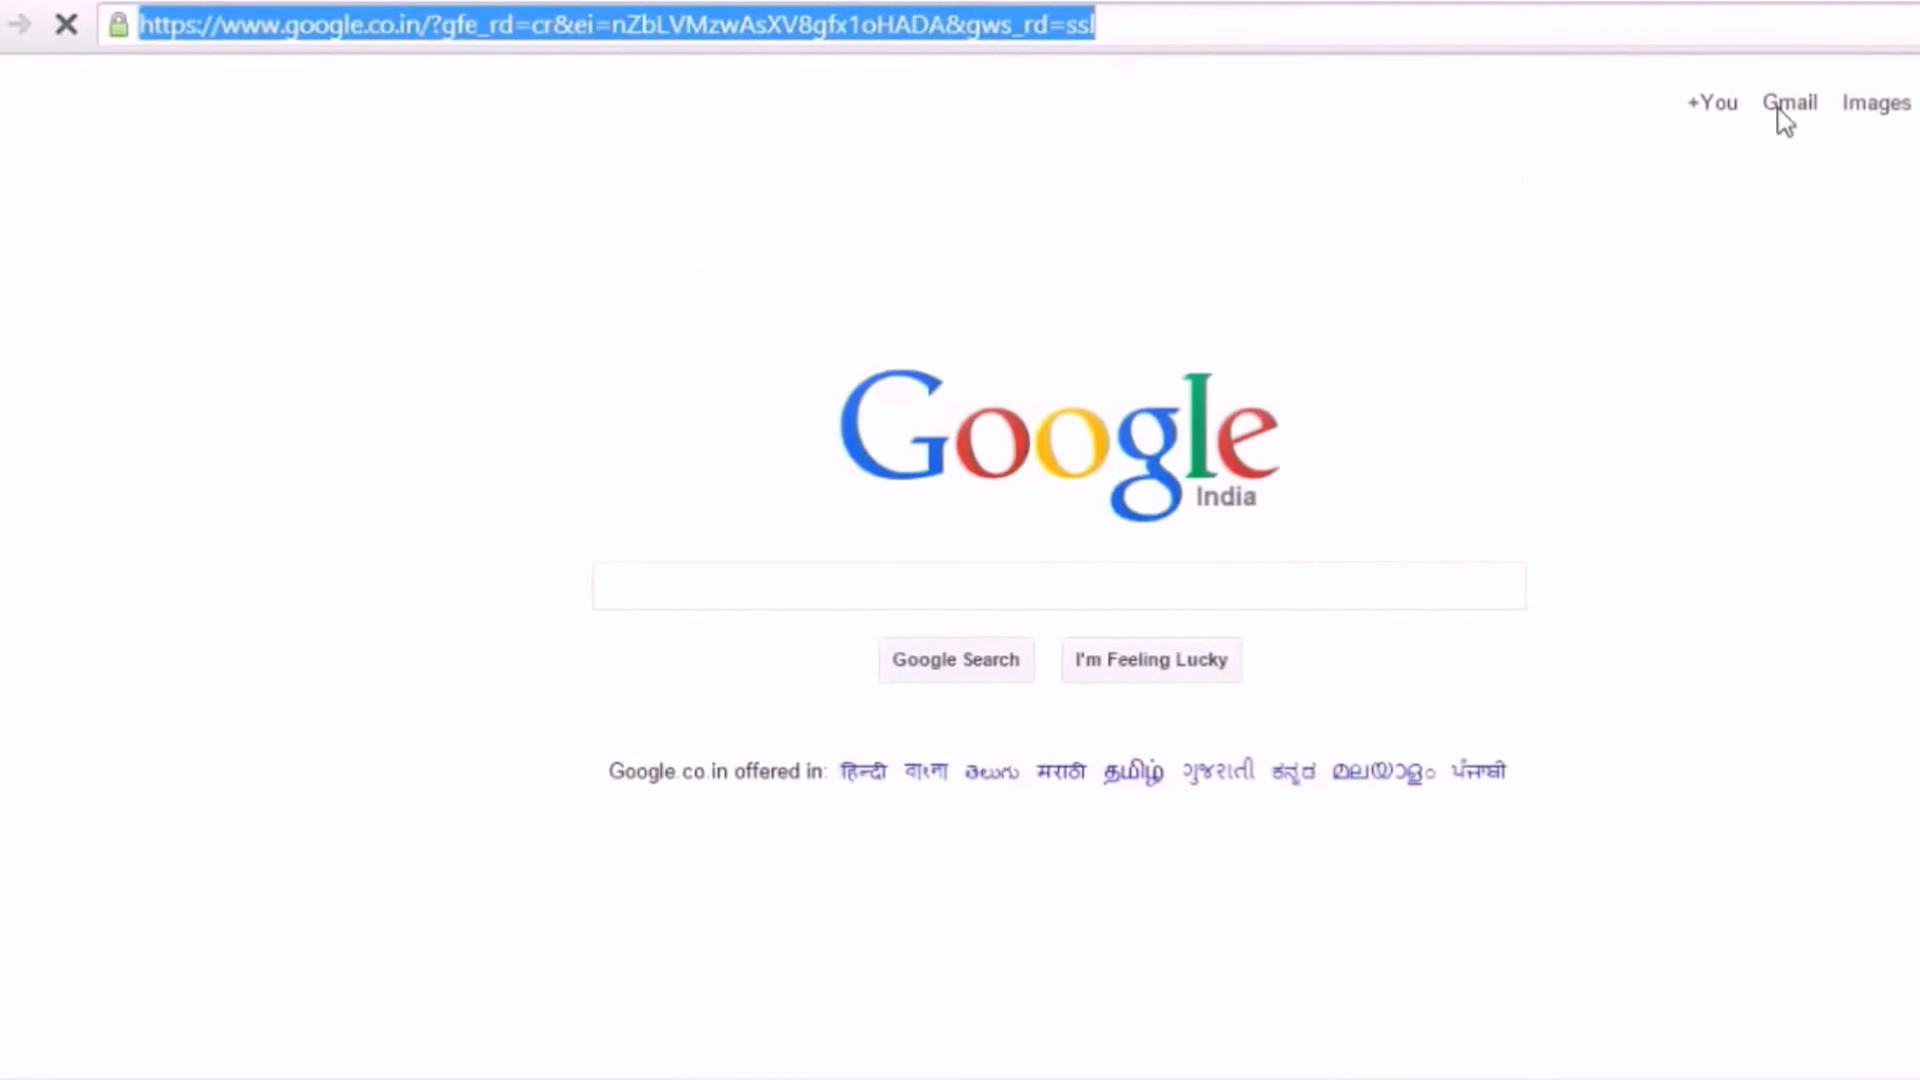 https://www.google.co.in/?gfe_rd=cr&ei=nZbLVMzwAsXV8gfx1oHADA&gws_rd=ssl
+You Gmail Images
Google
India
Google Search I'm Feeling Lucky
Google.co.in offered in: हिन्दी বাংলা తెలుగు मराठी தமிழ் ગુજરાતી ಕನ್ನಡ മലയാളം ਪੰਜਾਬੀ